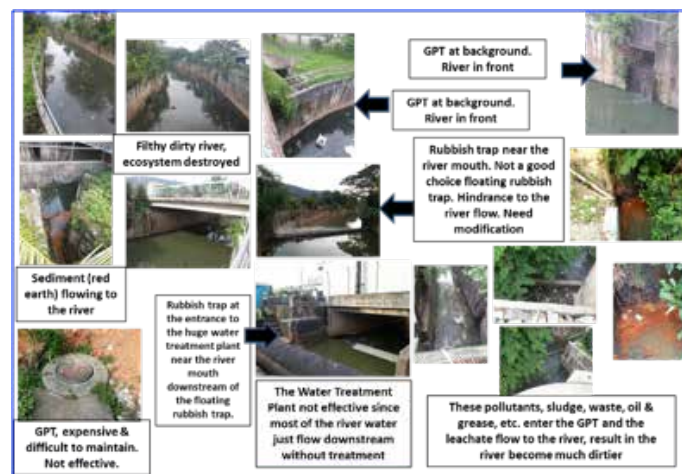 GPT at background.
River in front
GPT at background.
River in front
Filthy dirty river,
ecosystem destroyed
Rubbish trap near the
river mouth. Not a good
choice floating rubbish
trap. Hindrance to the
river flow. Need
modification
Sediment (red
earth) flowing to
the river
Rubbish trap at
the entrance to
the huge water
treatment plant
near the river
mouth
downstream of
the floating
rubbish trap.
The Water Treatment
Plant not effective since
most of the river water
just flow downstream
without treatment
These pollutants, sludge, waste, oil &
grease, etc. enter the GPT and the
leachate flow to the river, result in the
river become much dirtier
GPT, expensive &
difficult to maintain.
Not effective.